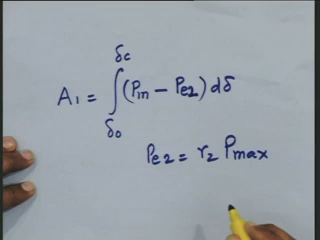 A₁ = ∫_{δ₀}^{δc} (Pm − Pe2) dδ
Pe2 = r₂ Pmax